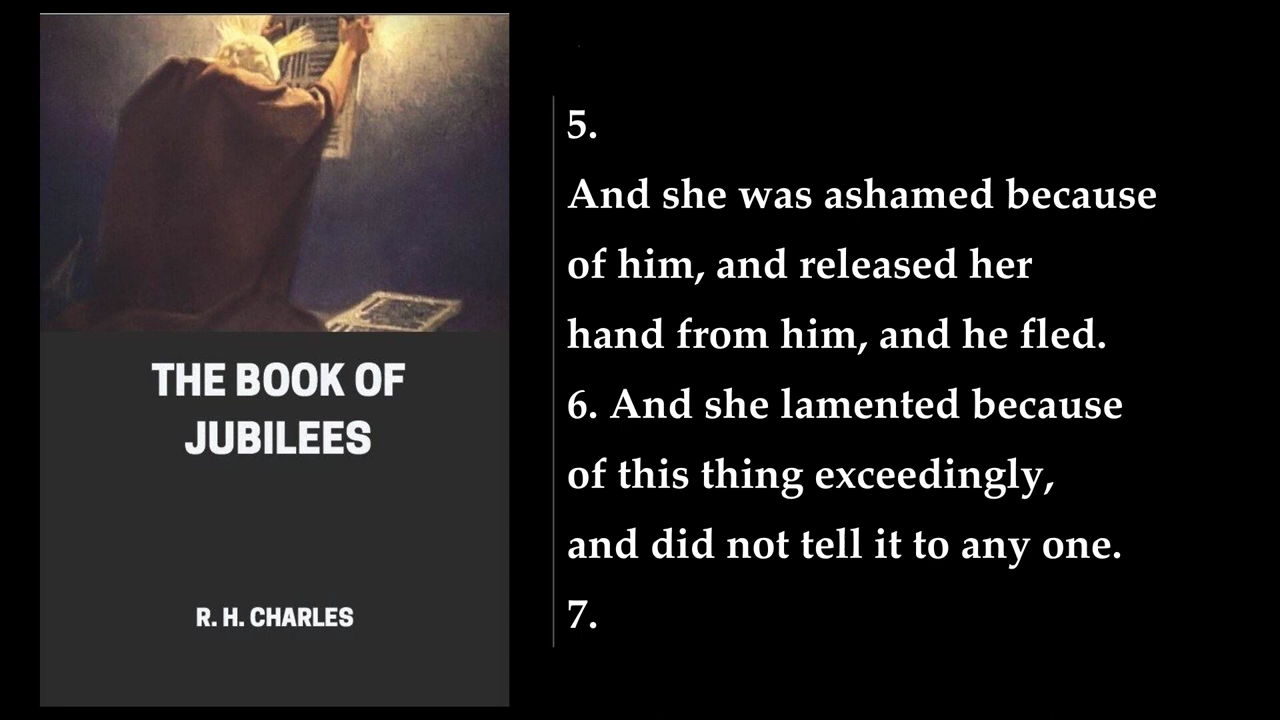 THE BOOK OF
JUBILEES
R. H. CHARLES
5.
And she was ashamed because
of him, and released her
hand from him, and he fled.
6. And she lamented because
of this thing exceedingly,
and did not tell it to any one.
7.